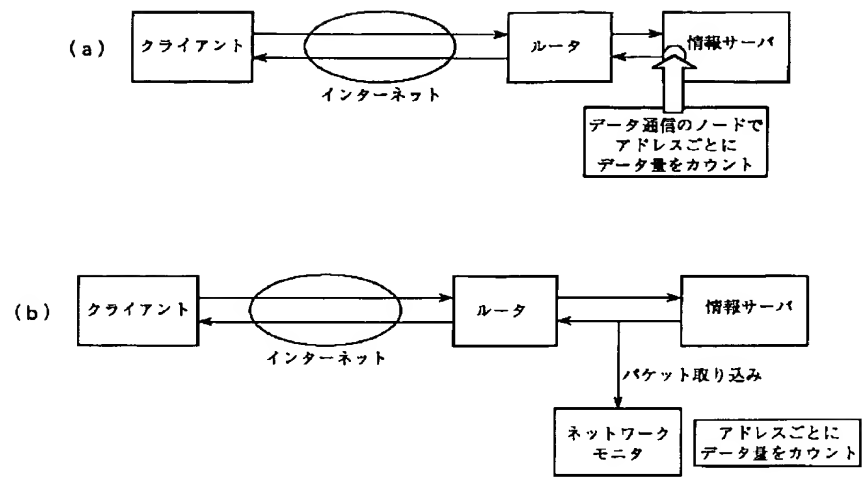 (a)
クライアント
インターネット
ルータ
情報サーバ
データ通信のノードで
アドレスごとに
データ量をカウント
(b)
クライアント
インターネット
ルータ
情報サーバ
パケット取り込み
ネットワーク
モニタ
アドレスごとに
データ量をカウント